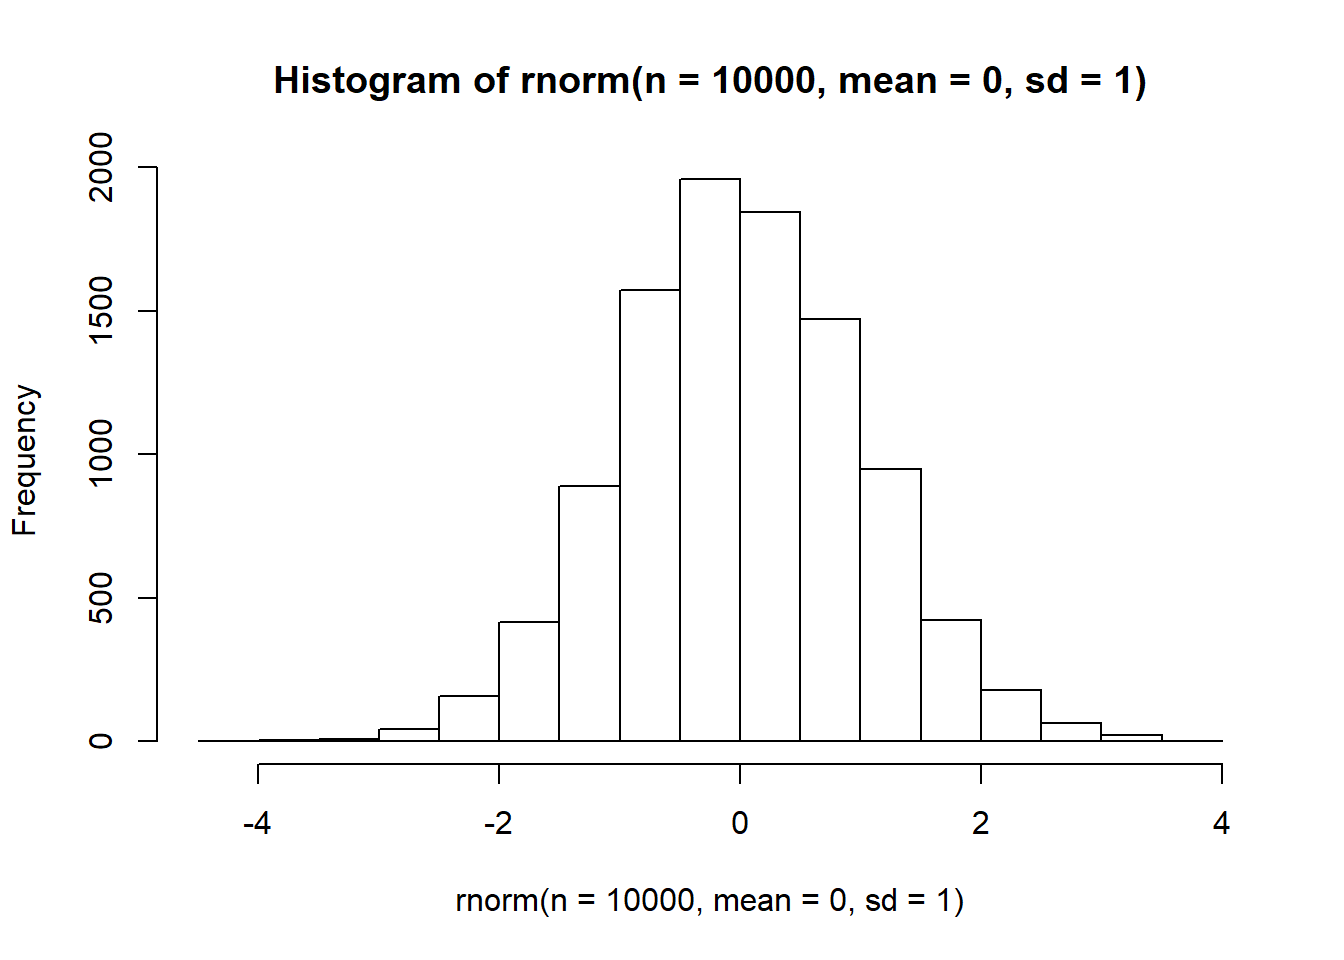 Histogram of rnorm(n = 10000, mean = 0, sd = 1)
2000
1500
1000
500
0
Frequency
-4 -2 0 2 4
rnorm(n = 10000, mean = 0, sd = 1)